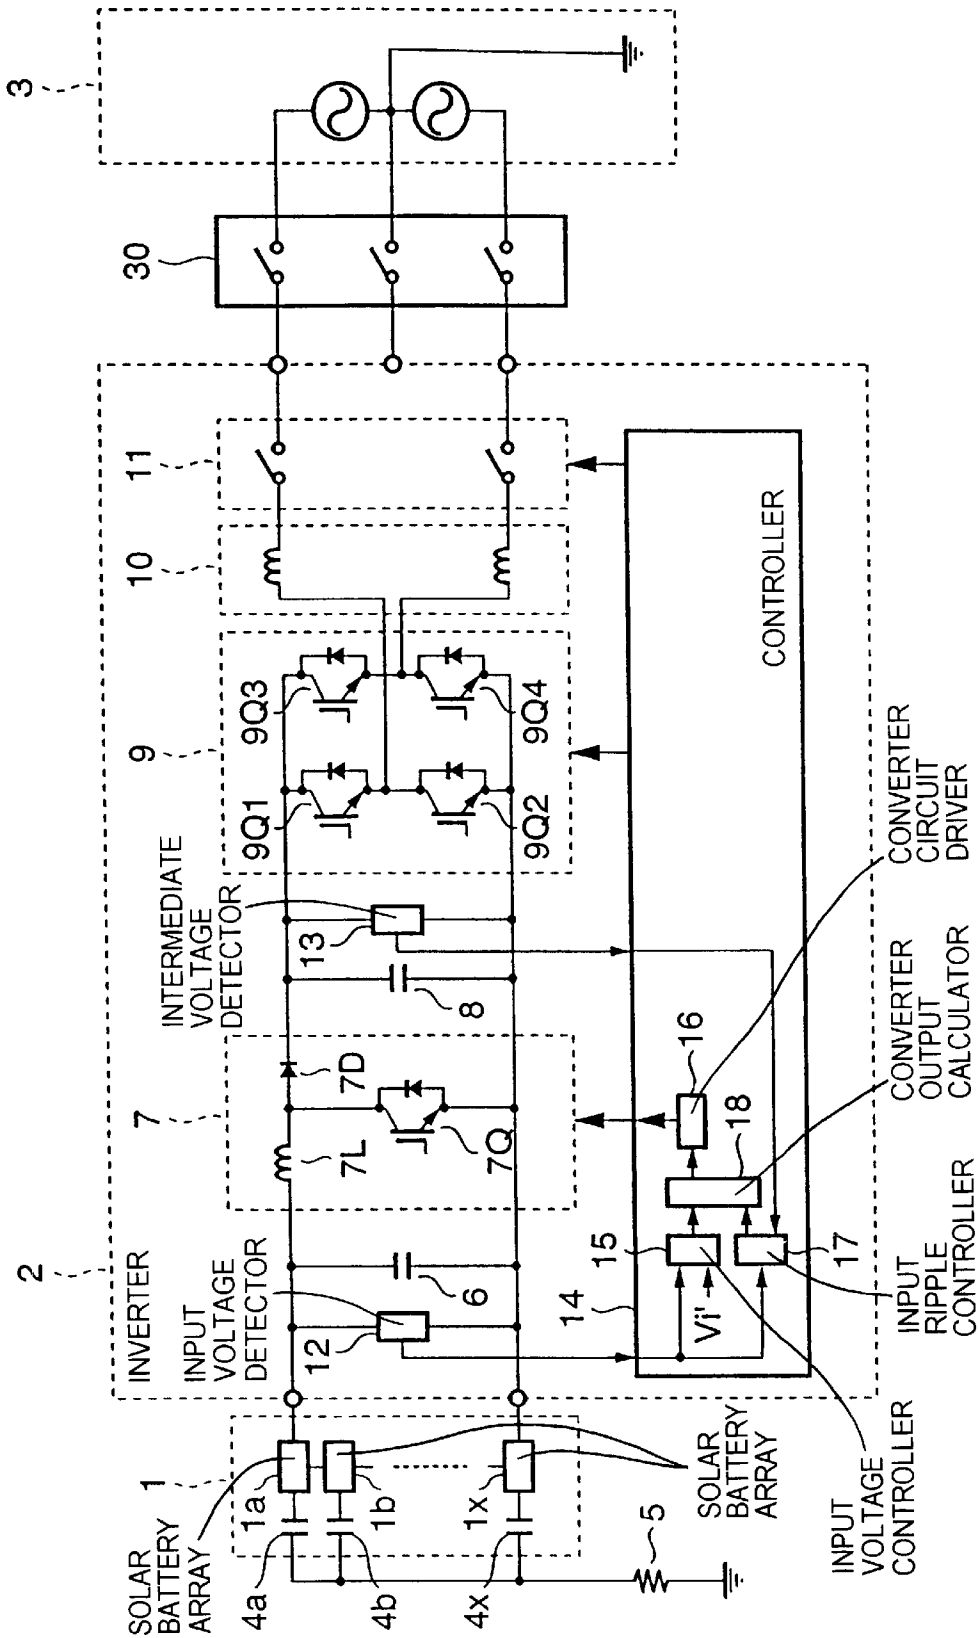 3
30
2
INVERTER
11
10
9
9Q3
9Q4
9Q1
9Q2
INTERMEDIATE
VOLTAGE
DETECTOR
13
8
7
7D
7L
7Q
INPUT
VOLTAGE
DETECTOR
12
6
CONTROLLER
14
15
16
17
18
Vi'
CONVERTER
CIRCUIT
DRIVER
CONVERTER
OUTPUT
CALCULATOR
INPUT
RIPPLE
CONTROLLER
INPUT
VOLTAGE
CONTROLLER
1
1a
1b
1x
SOLAR
BATTERY
ARRAY
SOLAR
BATTERY
ARRAY
4a
4b
4x
5